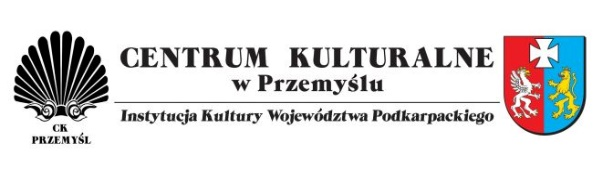 CENTRUM KULTURALNE
w Przemyślu
Instytucja Kultury Województwa Podkarpackiego
CK
PRZEMYŚL